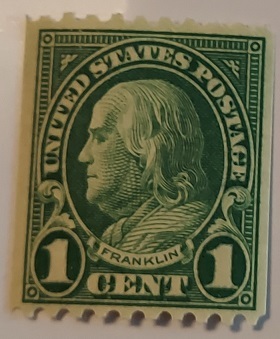 UNITED STATES POSTAGE
FRANKLIN
1 CENT 1